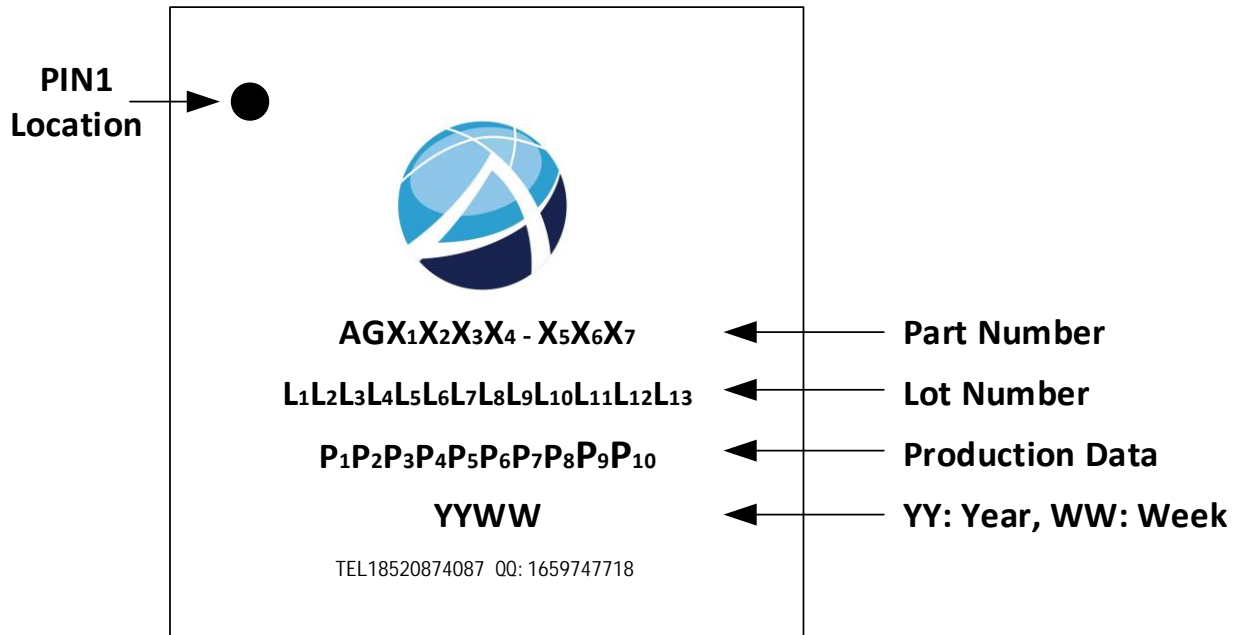 PIN1
Location
AGX1X2X3X4 - X5X6X7
Part Number
L1L2L3L4L5L6L7L8L9L10L11L12L13
Lot Number
P1P2P3P4P5P6P7P8P9P10
Production Data
YYWW
YY: Year, WW: Week
TEL18520874087 QQ:1659747718